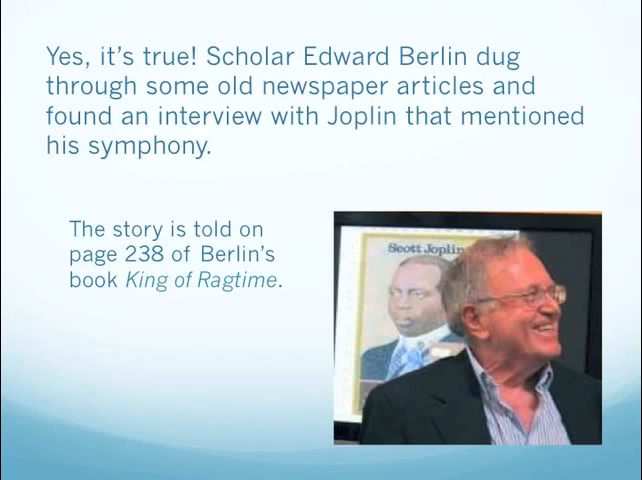 Yes, it's true! Scholar Edward Berlin dug
through some old newspaper articles and
found an interview with Joplin that mentioned
his symphony.
The story is told on
page 238 of Berlin's
book King of Ragtime.
Scott Joplin